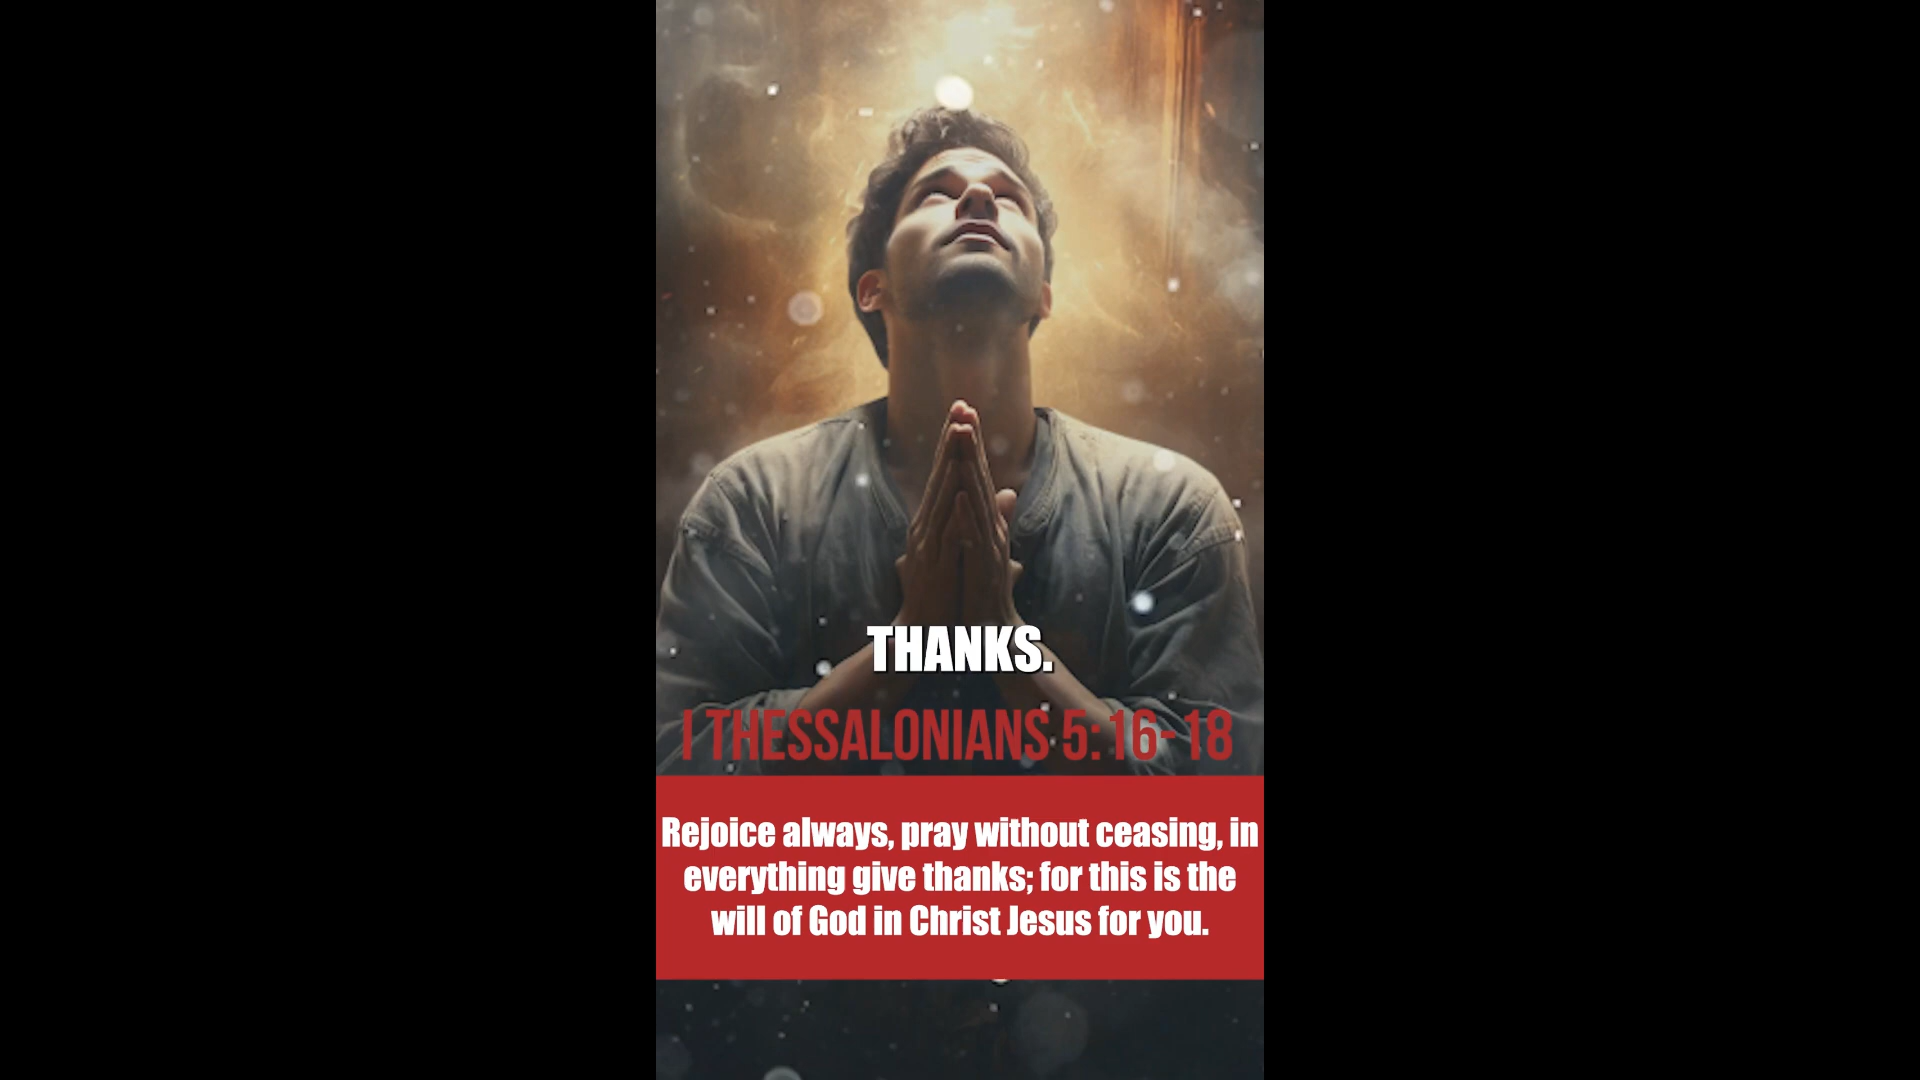 THANKS.
I THESSALONIANS 5:16-18
Rejoice always, pray without ceasing, in
everything give thanks; for this is the
will of God in Christ Jesus for you.